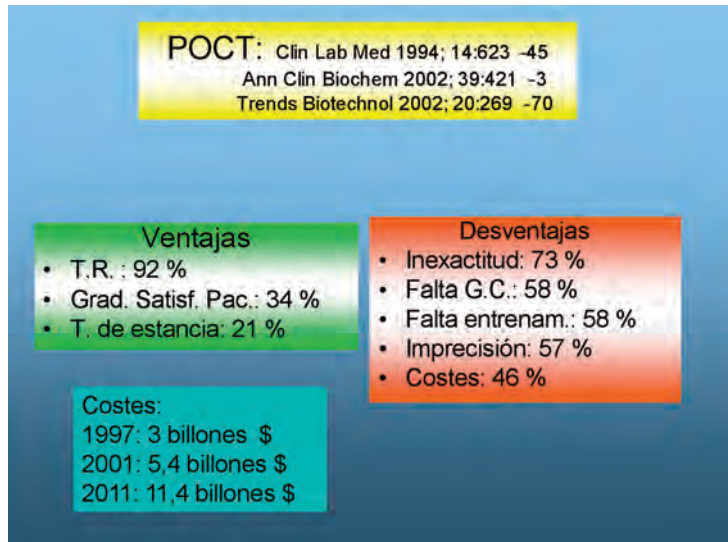 POCT: Clin Lab Med 1994; 14:623 -45
Ann Clin Biochem 2002; 39:421 -3
Trends Biotechnol 2002; 20:269 -70
Ventajas
• T.R. : 92 %
• Grad. Satisf. Pac.: 34 %
• T. de estancia: 21 %
Desventajas
• Inexactitud: 73 %
• Falta G.C.: 58 %
• Falta entrenam.: 58 %
• Imprecisión: 57 %
• Costes: 46 %
Costes:
1997: 3 billones $
2001: 5,4 billones $
2011: 11,4 billones $